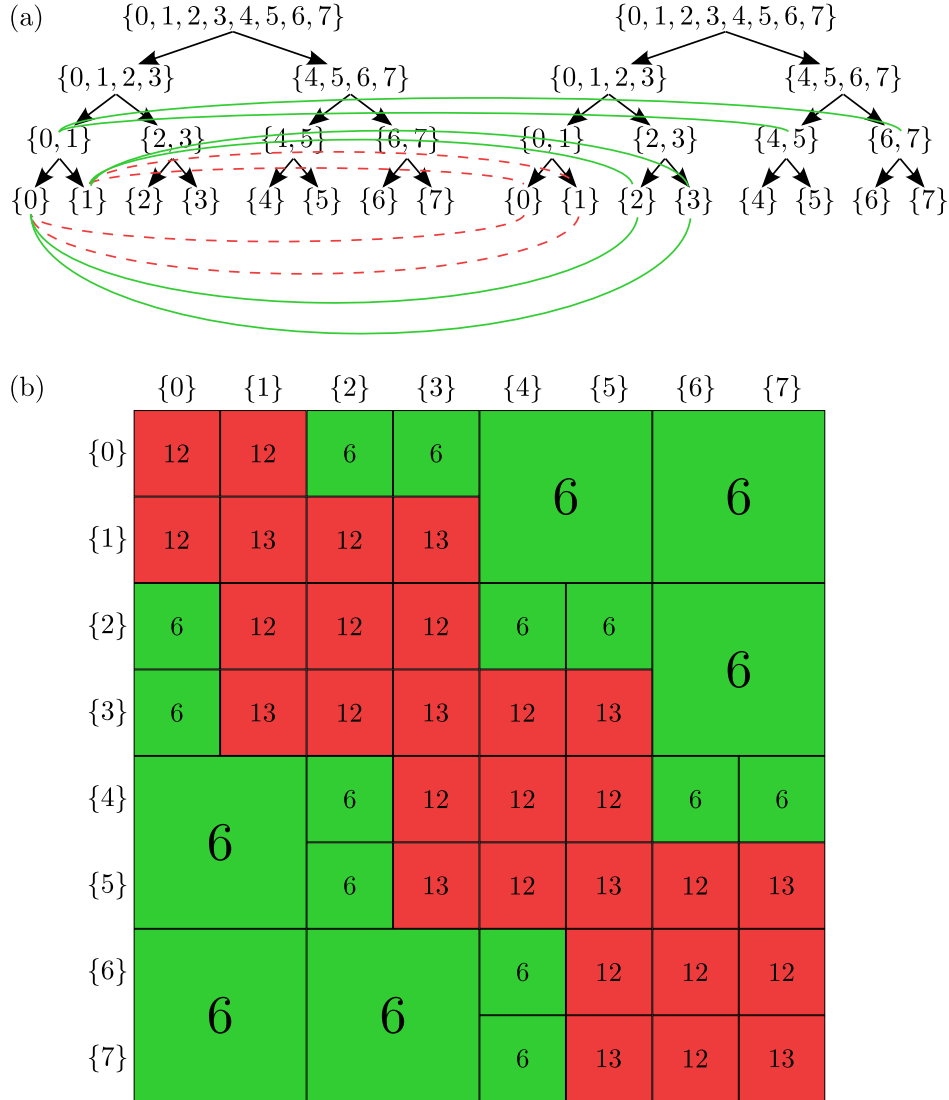 (a) {0, 1, 2, 3, 4, 5, 6, 7} {0, 1, 2, 3, 4, 5, 6, 7}
{0, 1, 2, 3} {4, 5, 6, 7} {0, 1, 2, 3} {4, 5, 6, 7}
{0, 1} {2, 3} {4, 5} {6, 7} {0, 1} {2, 3} {4, 5} {6, 7}
{0} {1} {2} {3} {4} {5} {6} {7} {0} {1} {2} {3} {4} {5} {6} {7}
(b) {0} {1} {2} {3} {4} {5} {6} {7}
{0} 12 12 6 6
6 6
{1} 12 13 12 13
{2} 6 12 12 12 6 6
6
{3} 6 13 12 13 12 13
{4} 6 12 12 12 6 6
6
{5} 6 13 12 13 12 13
{6} 6 12 12 12
6 6
{7} 6 13 12 13